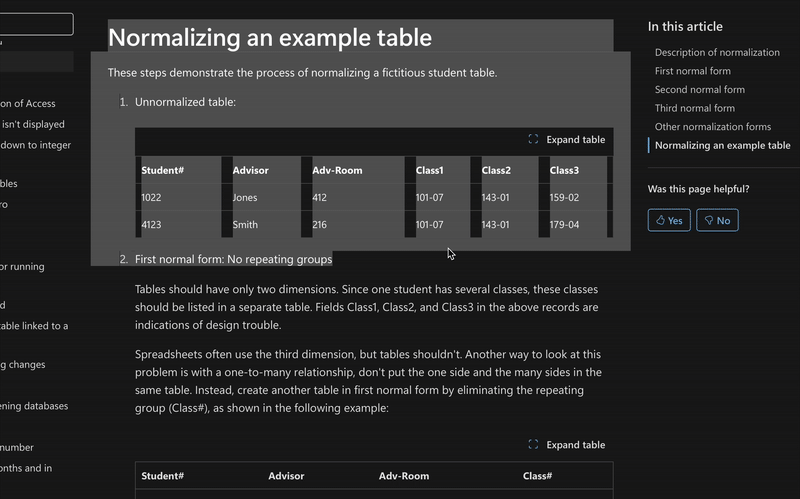 on of Access
isn't displayed
down to integer
bles
ro
or running
d
table linked to a
g changes
ening databases
number
onths and in
Normalizing an example table
These steps demonstrate the process of normalizing a fictitious student table.
1. Unnormalized table:
Expand table
Student# Advisor Adv-Room Class1 Class2 Class3
1022 Jones 412 101-07 143-01 159-02
4123 Smith 216 101-07 143-01 179-04
2. First normal form: No repeating groups
Tables should have only two dimensions. Since one student has several classes, these classes
should be listed in a separate table. Fields Class1, Class2, and Class3 in the above records are
indications of design trouble.
Spreadsheets often use the third dimension, but tables shouldn't. Another way to look at this
problem is with a one-to-many relationship, don't put the one side and the many sides in the
same table. Instead, create another table in first normal form by eliminating the repeating
group (Class#), as shown in the following example:
Expand table
Student# Advisor Adv-Room Class#
In this article
Description of normalization
First normal form
Second normal form
Third normal form
Other normalization forms
Normalizing an example table
Was this page helpful?
Yes No